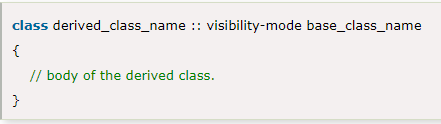 class derived_class_name :: visibility-mode base_class_name
{
// body of the derived class.
}